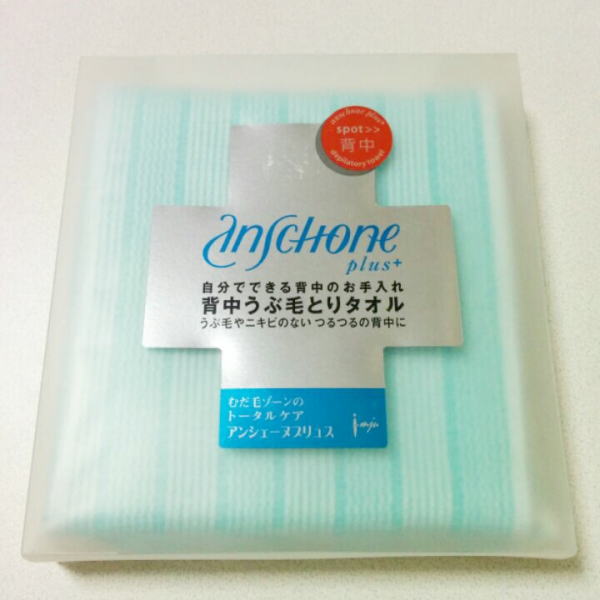 anschone plus+
spot>>
背中
depilatory towel
anschone
plus+
自分でできる背中のお手入れ
背中うぶ毛とりタオル
うぶ毛やニキビのない つるつるの背中に
むだ毛ゾーンの
トータルケア
アンシェーヌプリュス
i-mju